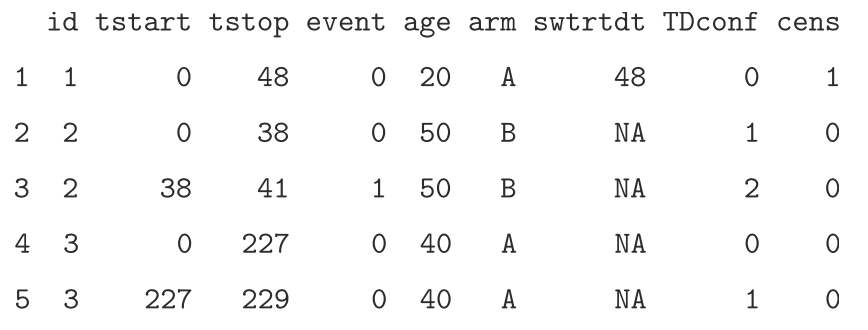 id tstart tstop event age arm swtrtdt TDconf cens
1 1 0 48 0 20 A 48 0 1
2 2 0 38 0 50 B NA 1 0
3 2 38 41 1 50 B NA 2 0
4 3 0 227 0 40 A NA 0 0
5 3 227 229 0 40 A NA 1 0